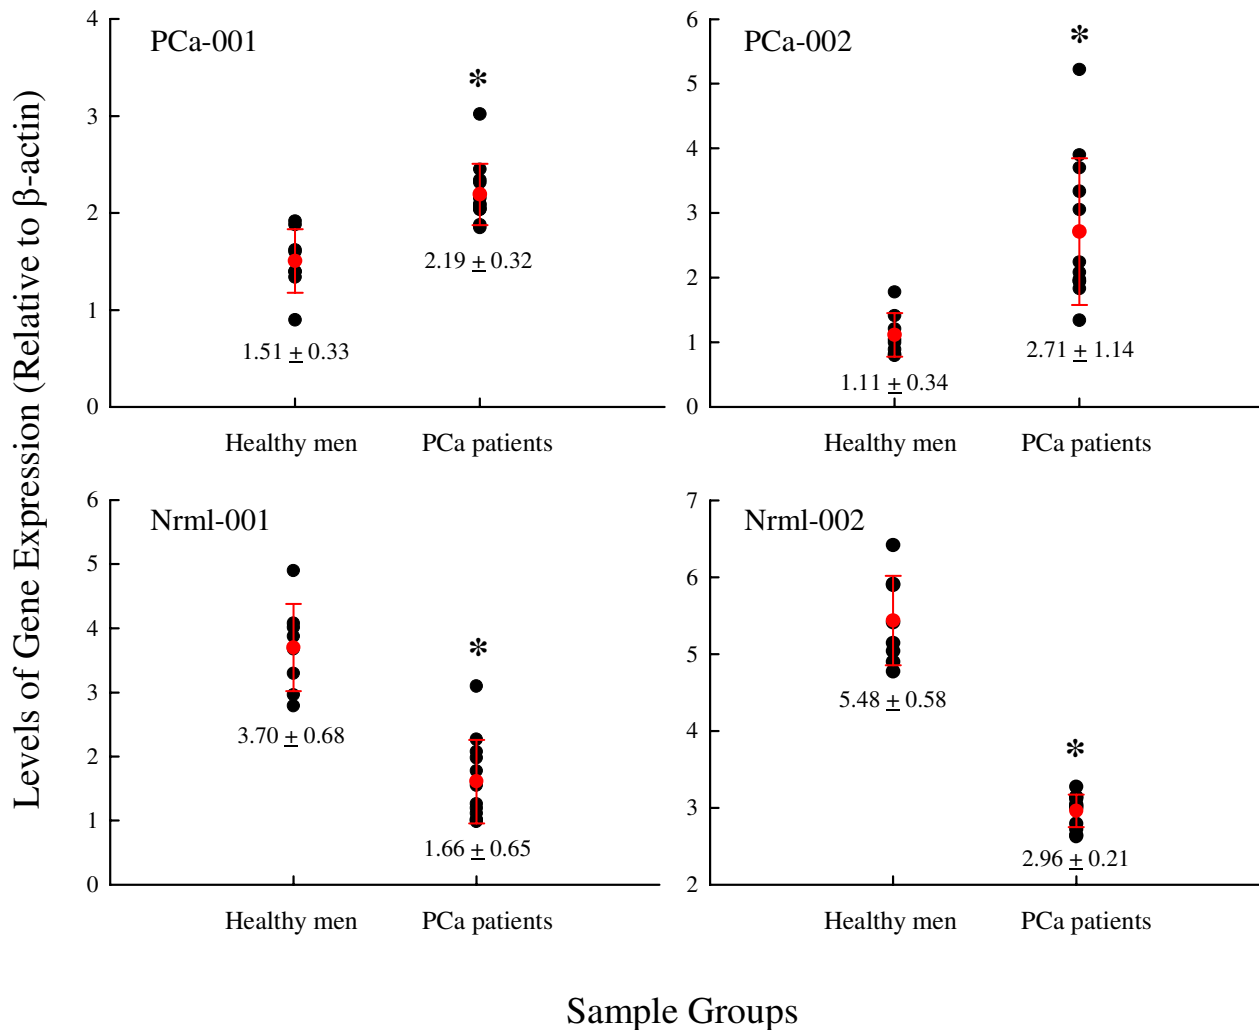 Levels of Gene Expression (Relative to β-actin)
PCa-001
4
3
2
1
0
*
1.51 ± 0.33
2.19 ± 0.32
Healthy men
PCa patients
PCa-002
6
5
4
3
2
1
0
*
1.11 ± 0.34
2.71 ± 1.14
Healthy men
PCa patients
Nrml-001
6
5
4
3
2
1
0
*
3.70 ± 0.68
1.66 ± 0.65
Healthy men
PCa patients
Nrml-002
7
6
5
4
3
2
*
5.48 ± 0.58
2.96 ± 0.21
Healthy men
PCa patients
Sample Groups